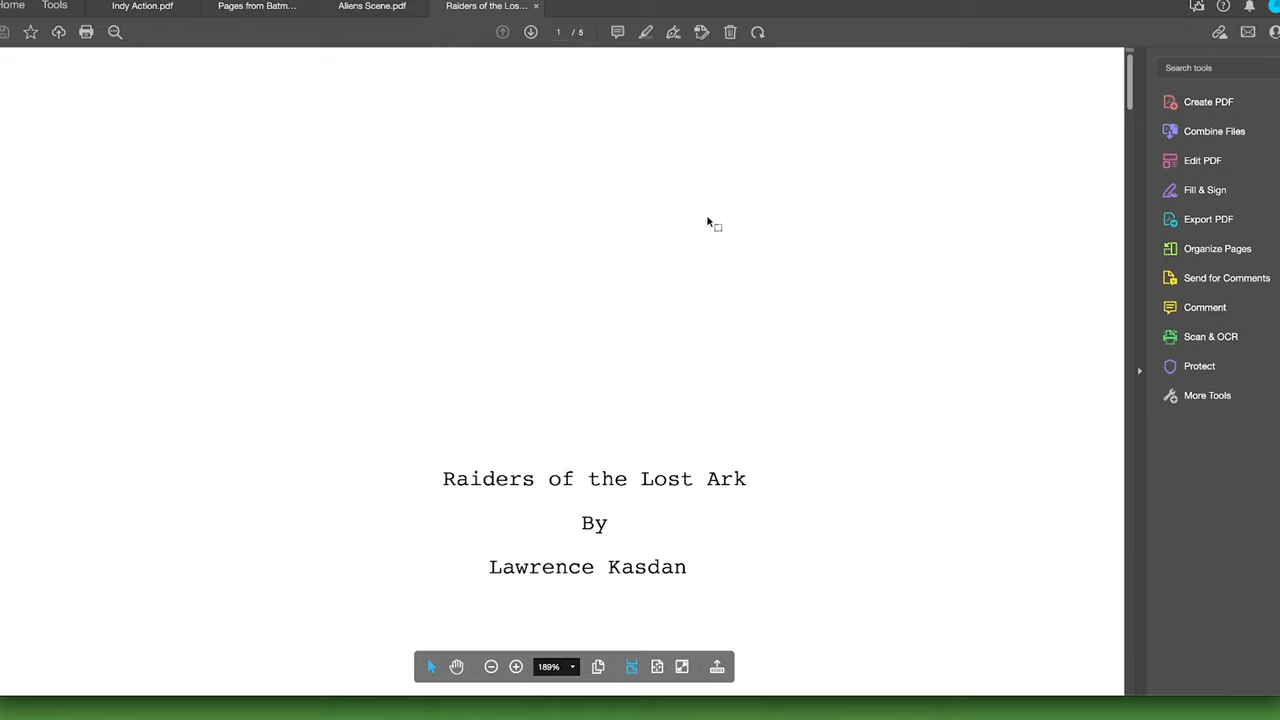 Home Tools Indy Action.pdf Pages from Batm... Aliens Scene.pdf Raiders of the Los... ×
1 / 5
Search tools
Create PDF
Combine Files
Edit PDF
Fill & Sign
Export PDF
Organize Pages
Send for Comments
Comment
Scan & OCR
Protect
More Tools
Raiders of the Lost Ark
By
Lawrence Kasdan
189%